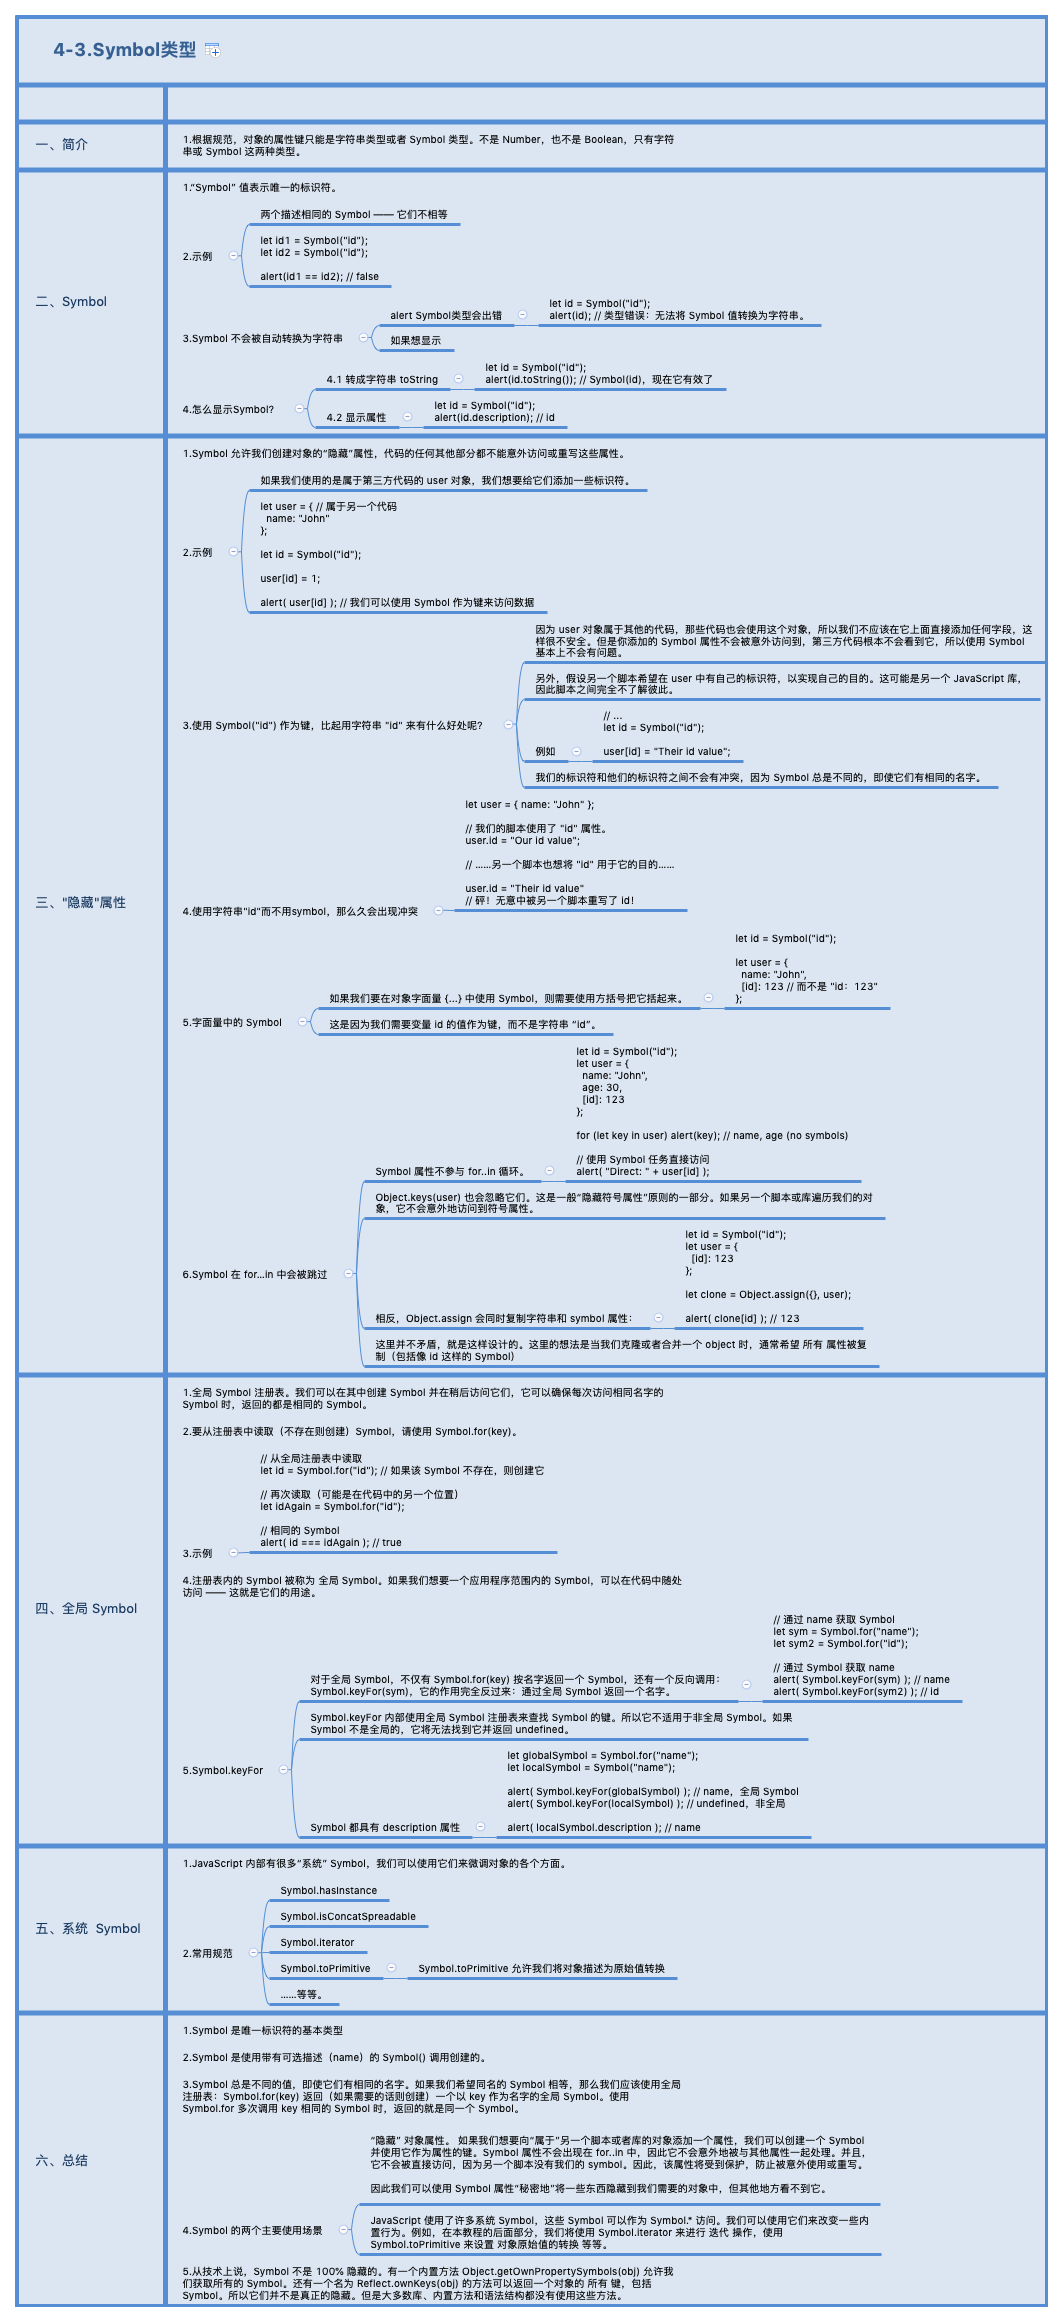 4-3.Symbol类型
一、简介
1.根据规范，对象的属性键只能是字符串类型或者 Symbol 类型。不是 Number，也不是 Boolean，只有字符
串或 Symbol 这两种类型。
二、Symbol
1.“Symbol” 值表示唯一的标识符。
2.示例
两个描述相同的 Symbol —— 它们不相等
let id1 = Symbol("id");
let id2 = Symbol("id");
alert(id1 == id2); // false
3.Symbol 不会被自动转换为字符串
alert Symbol类型会出错
let id = Symbol("id");
alert(id); // 类型错误：无法将 Symbol 值转换为字符串。
如果想显示
4.怎么显示Symbol?
4.1 转成字符串 toString
let id = Symbol("id");
alert(id.toString()); // Symbol(id)，现在它有效了
4.2 显示属性
let id = Symbol("id");
alert(id.description); // id
三、"隐藏"属性
1.Symbol 允许我们创建对象的“隐藏”属性，代码的任何其他部分都不能意外访问或重写这些属性。
2.示例
如果我们使用的是属于第三方代码的 user 对象，我们想要给它们添加一些标识符。
let user = { // 属于另一个代码
name: "John"
};
let id = Symbol("id");
user[id] = 1;
alert( user[id] ); // 我们可以使用 Symbol 作为键来访问数据
3.使用 Symbol("id") 作为键，比起用字符串 "id" 来有什么好处呢?
因为 user 对象属于其他的代码，那些代码也会使用这个对象，所以我们不应该在它上面直接添加任何字段，这
样很不安全。但是你添加的 Symbol 属性不会被意外访问到，第三方代码根本不会看到它，所以使用 Symbol
基本上不会有问题。
另外，假设另一个脚本希望在 user 中有自己的标识符，以实现自己的目的。这可能是另一个 JavaScript 库，
因此脚本之间完全不了解彼此。
例如
// ...
let id = Symbol("id");
user[id] = "Their id value";
我们的标识符和他们的标识符之间不会有冲突，因为 Symbol 总是不同的，即使它们有相同的名字。
4.使用字符串"id"而不用symbol，那么久会出现冲突
let user = { name: "John" };
// 我们的脚本使用了 "id" 属性。
user.id = "Our id value";
// ……另一个脚本也想将 "id" 用于它的目的……
user.id = "Their id value"
// 砰！无意中被另一个脚本重写了 id！
5.字面量中的 Symbol
如果我们要在对象字面量 {...} 中使用 Symbol，则需要使用方括号把它括起来。
let id = Symbol("id");
let user = {
name: "John",
[id]: 123 // 而不是 "id：123"
};
这是因为我们需要变量 id 的值作为键，而不是字符串 “id”。
6.Symbol 在 for...in 中会被跳过
Symbol 属性不参与 for..in 循环。
let id = Symbol("id");
let user = {
name: "John",
age: 30,
[id]: 123
};
for (let key in user) alert(key); // name, age (no symbols)
// 使用 Symbol 任务直接访问
alert( "Direct: " + user[id] );
Object.keys(user) 也会忽略它们。这是一般“隐藏符号属性”原则的一部分。如果另一个脚本或库遍历我们的对
象，它不会意外地访问到符号属性。
相反，Object.assign 会同时复制字符串和 symbol 属性：
let id = Symbol("id");
let user = {
[id]: 123
};
let clone = Object.assign({}, user);
alert( clone[id] ); // 123
这里并不矛盾，就是这样设计的。这里的想法是当我们克隆或者合并一个 object 时，通常希望 所有 属性被复
制（包括像 id 这样的 Symbol）
四、全局 Symbol
1.全局 Symbol 注册表。我们可以在其中创建 Symbol 并在稍后访问它们，它可以确保每次访问相同名字的
Symbol 时，返回的都是相同的 Symbol。
2.要从注册表中读取（不存在则创建）Symbol，请使用 Symbol.for(key)。
3.示例
// 从全局注册表中读取
let id = Symbol.for("id"); // 如果该 Symbol 不存在，则创建它
// 再次读取（可能是在代码中的另一个位置）
let idAgain = Symbol.for("id");
// 相同的 Symbol
alert( id === idAgain ); // true
4.注册表内的 Symbol 被称为 全局 Symbol。如果我们想要一个应用程序范围内的 Symbol，可以在代码中随处
访问 —— 这就是它们的用途。
5.Symbol.keyFor
对于全局 Symbol，不仅有 Symbol.for(key) 按名字返回一个 Symbol，还有一个反向调用：
Symbol.keyFor(sym)，它的作用完全反过来：通过全局 Symbol 返回一个名字。
// 通过 name 获取 Symbol
let sym = Symbol.for("name");
let sym2 = Symbol.for("id");
// 通过 Symbol 获取 name
alert( Symbol.keyFor(sym) ); // name
alert( Symbol.keyFor(sym2) ); // id
Symbol.keyFor 内部使用全局 Symbol 注册表来查找 Symbol 的键。所以它不适用于非全局 Symbol。如果
Symbol 不是全局的，它将无法找到它并返回 undefined。
Symbol 都具有 description 属性
let globalSymbol = Symbol.for("name");
let localSymbol = Symbol("name");
alert( Symbol.keyFor(globalSymbol) ); // name，全局 Symbol
alert( Symbol.keyFor(localSymbol) ); // undefined，非全局
alert( localSymbol.description ); // name
五、系统 Symbol
1.JavaScript 内部有很多“系统” Symbol，我们可以使用它们来微调对象的各个方面。
2.常用规范
Symbol.hasInstance
Symbol.isConcatSpreadable
Symbol.iterator
Symbol.toPrimitive
Symbol.toPrimitive 允许我们将对象描述为原始值转换
……等等。
六、总结
1.Symbol 是唯一标识符的基本类型
2.Symbol 是使用带有可选描述（name）的 Symbol() 调用创建的。
3.Symbol 总是不同的值，即使它们有相同的名字。如果我们希望同名的 Symbol 相等，那么我们应该使用全局
注册表：Symbol.for(key) 返回（如果需要的话则创建）一个以 key 作为名字的全局 Symbol。使用
Symbol.for 多次调用 key 相同的 Symbol 时，返回的就是同一个 Symbol。
4.Symbol 的两个主要使用场景
“隐藏” 对象属性。 如果我们想要向“属于”另一个脚本或者库的对象添加一个属性，我们可以创建一个 Symbol
并使用它作为属性的键。Symbol 属性不会出现在 for..in 中，因此它不会意外地被与其他属性一起处理。并且，
它不会被直接访问，因为另一个脚本没有我们的 symbol。因此，该属性将受到保护，防止被意外使用或重写。
因此我们可以使用 Symbol 属性“秘密地”将一些东西隐藏到我们需要的对象中，但其他地方看不到它。
JavaScript 使用了许多系统 Symbol，这些 Symbol 可以作为 Symbol.* 访问。我们可以使用它们来改变一些内
置行为。例如，在本教程的后面部分，我们将使用 Symbol.iterator 来进行 迭代 操作，使用
Symbol.toPrimitive 来设置 对象原始值的转换 等等。
5.从技术上说，Symbol 不是 100% 隐藏的。有一个内置方法 Object.getOwnPropertySymbols(obj) 允许我
们获取所有的 Symbol。还有一个名为 Reflect.ownKeys(obj) 的方法可以返回一个对象的 所有 键，包括
Symbol。所以它们并不是真正的隐藏。但是大多数库、内置方法和语法结构都没有使用这些方法。